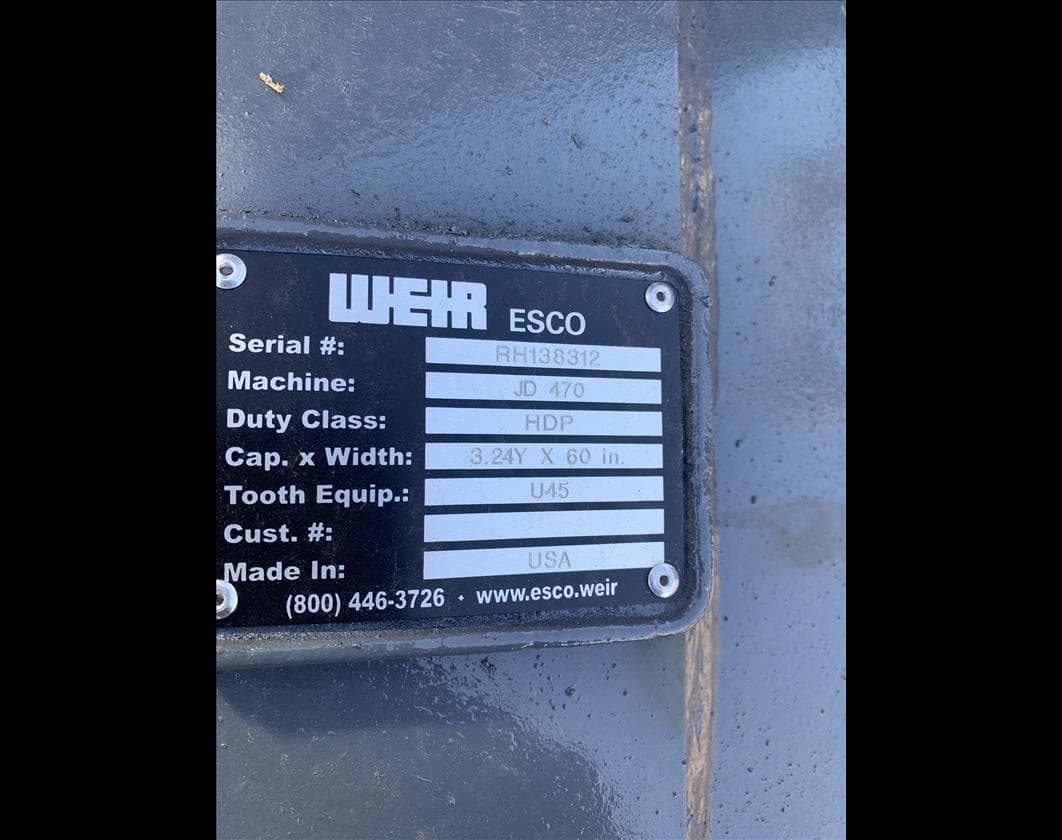 WEIR ESCO
Serial #: RH138312
Machine: JD 470
Duty Class: HDP
Cap. x Width: 3.24Y X 60 in.
Tooth Equip.: U45
Cust. #:
Made In: USA
(800) 446-3726 • www.esco.weir